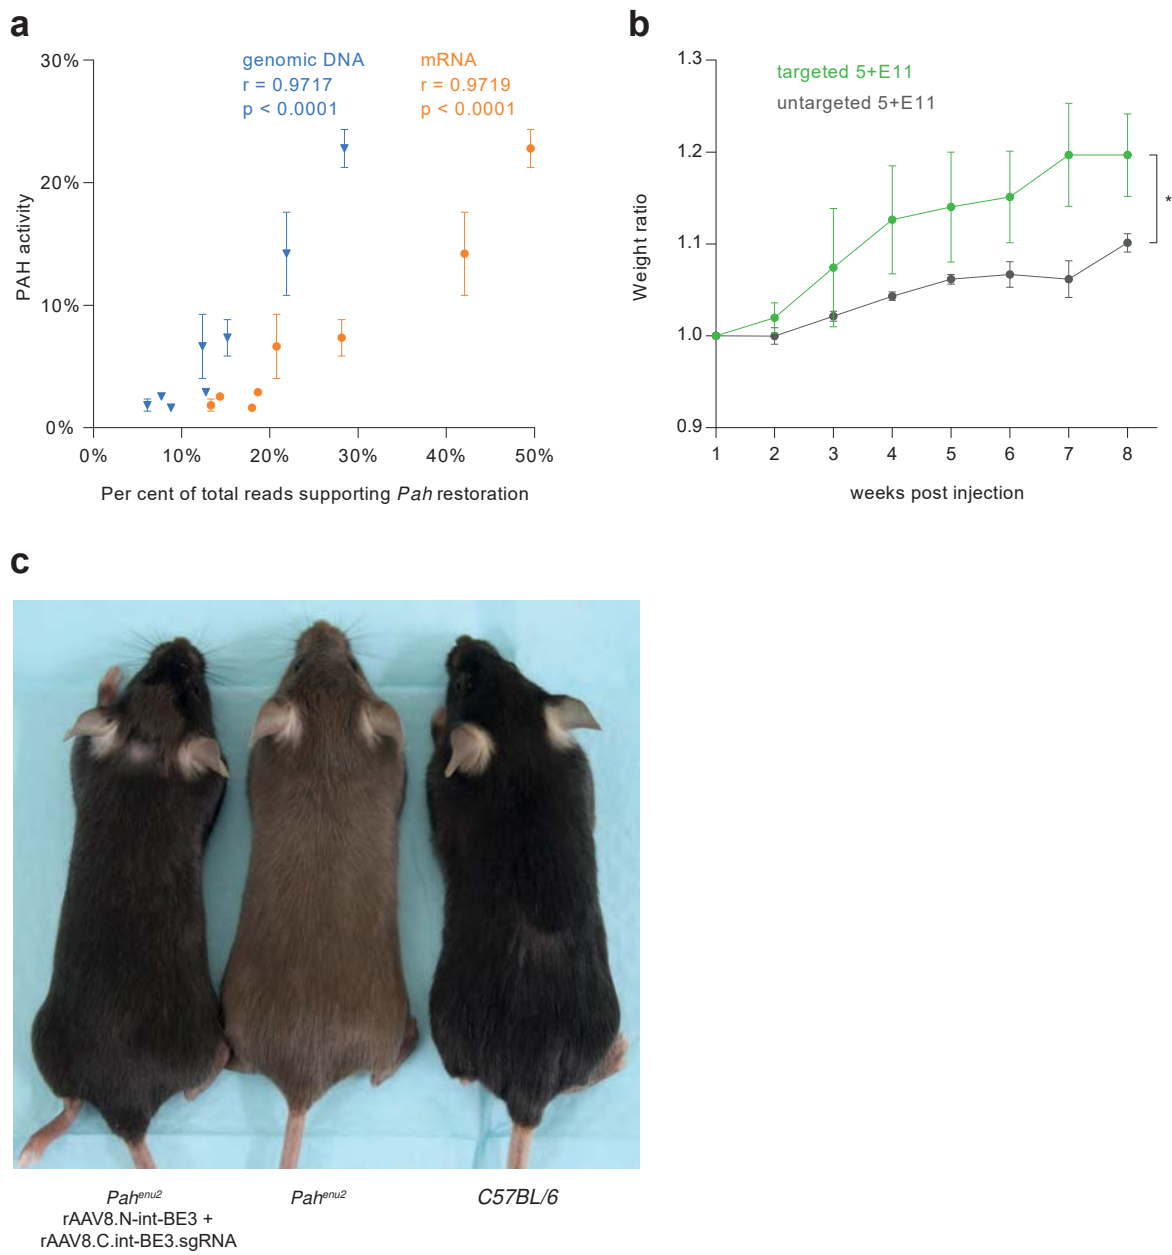 a
genomic DNA
r = 0.9717
p < 0.0001
mRNA
r = 0.9719
p < 0.0001
30%
20%
10%
0%
PAH activity
0% 10% 20% 30% 40% 50%
Per cent of total reads supporting Pah restoration
b
targeted 5+E11
untargeted 5+E11
1.3
1.2
1.1
1.0
0.9
Weight ratio
*
1 2 3 4 5 6 7 8
weeks post injection
c
Pahenu2
rAAV8.N-int-BE3 +
rAAV8.C.int-BE3.sgRNA
Pahenu2
C57BL/6